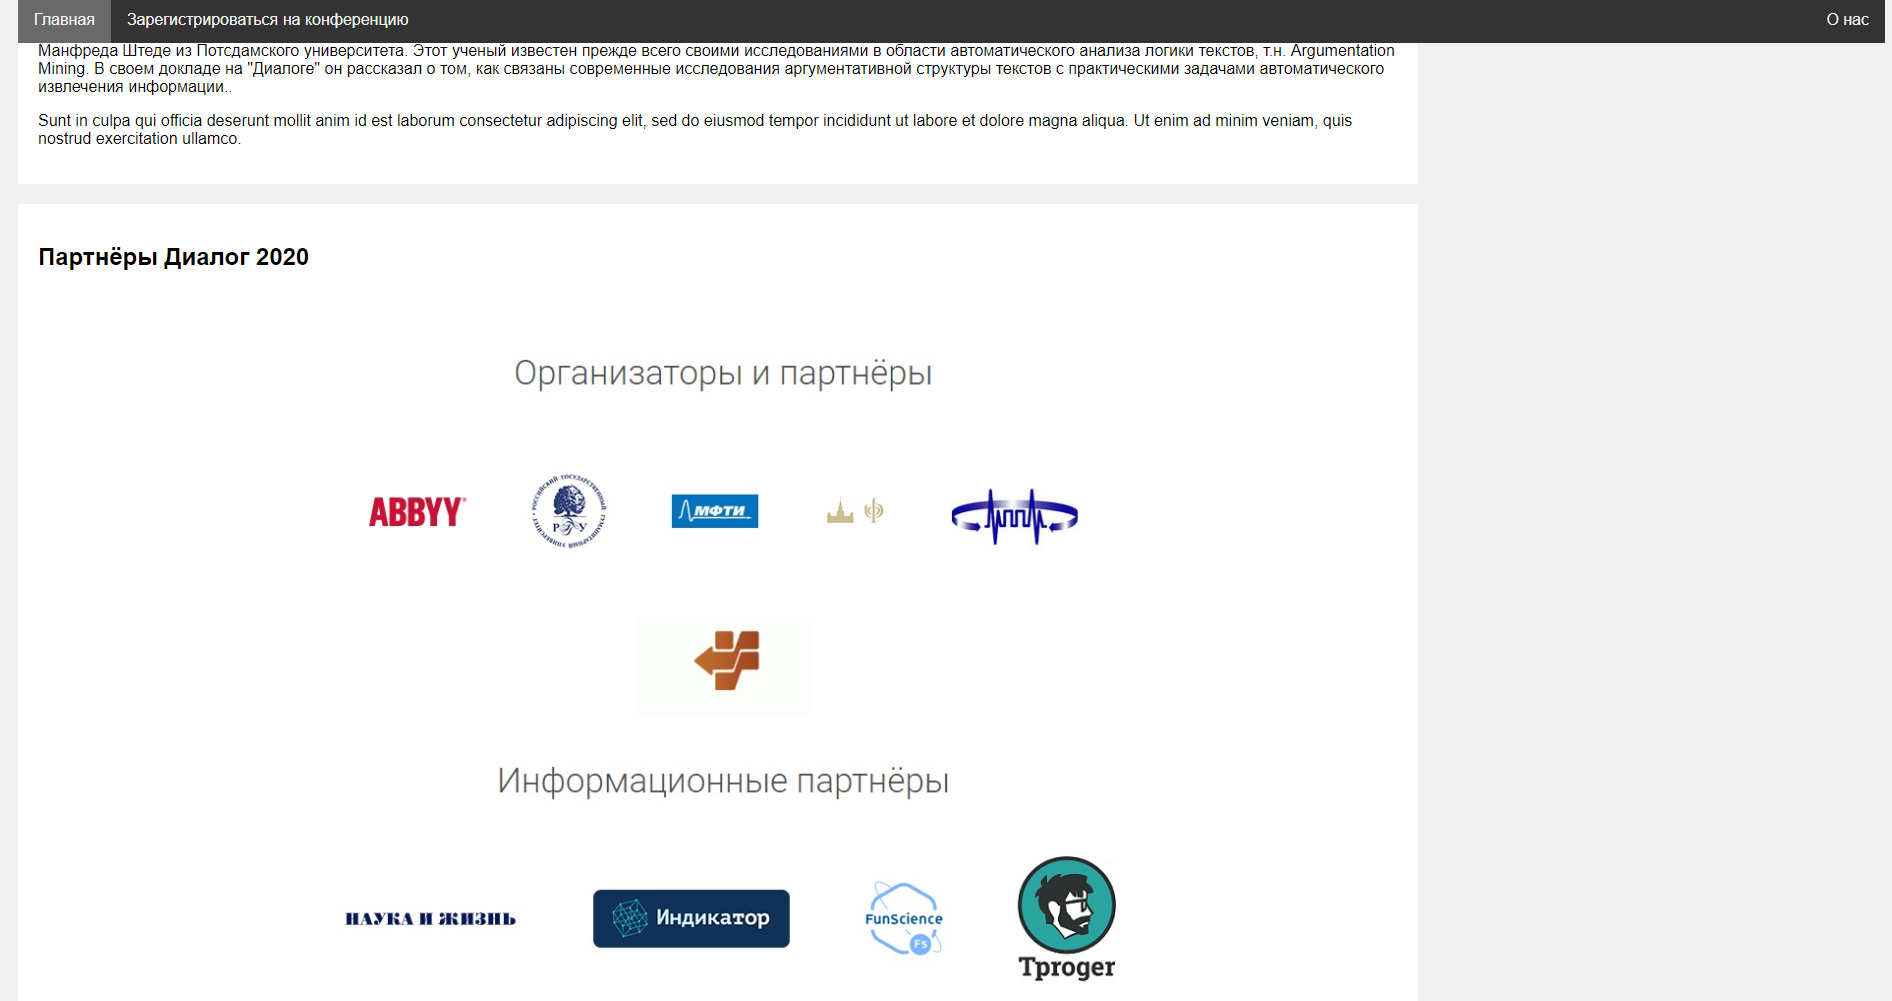 Главная
Зарегистрироваться на конференцию
О нас
Манфреда Штеде из Потсдамского университета. Этот ученый известен прежде всего своими исследованиями в области автоматического анализа логики текстов, т.н. Argumentation
Mining. В своем докладе на "Диалоге" он рассказал о том, как связаны современные исследования аргументативной структуры текстов с практическими задачами автоматического
извлечения информации..
Sunt in culpa qui officia deserunt mollit anim id est laborum consectetur adipiscing elit, sed do eiusmod tempor incididunt ut labore et dolore magna aliqua. Ut enim ad minim veniam, quis
nostrud exercitation ullamco.
Партнёры Диалог 2020
Организаторы и партнёры
ABBYY
РОССИЙСКИЙ ГОСУДАРСТВЕННЫЙ ГУМАНИТАРНЫЙ УНИВЕРСИТЕТ
МФТИ
Информационные партнёры
НАУКА И ЖИЗНЬ
Индикатор
FunScience
Fs
Tproger